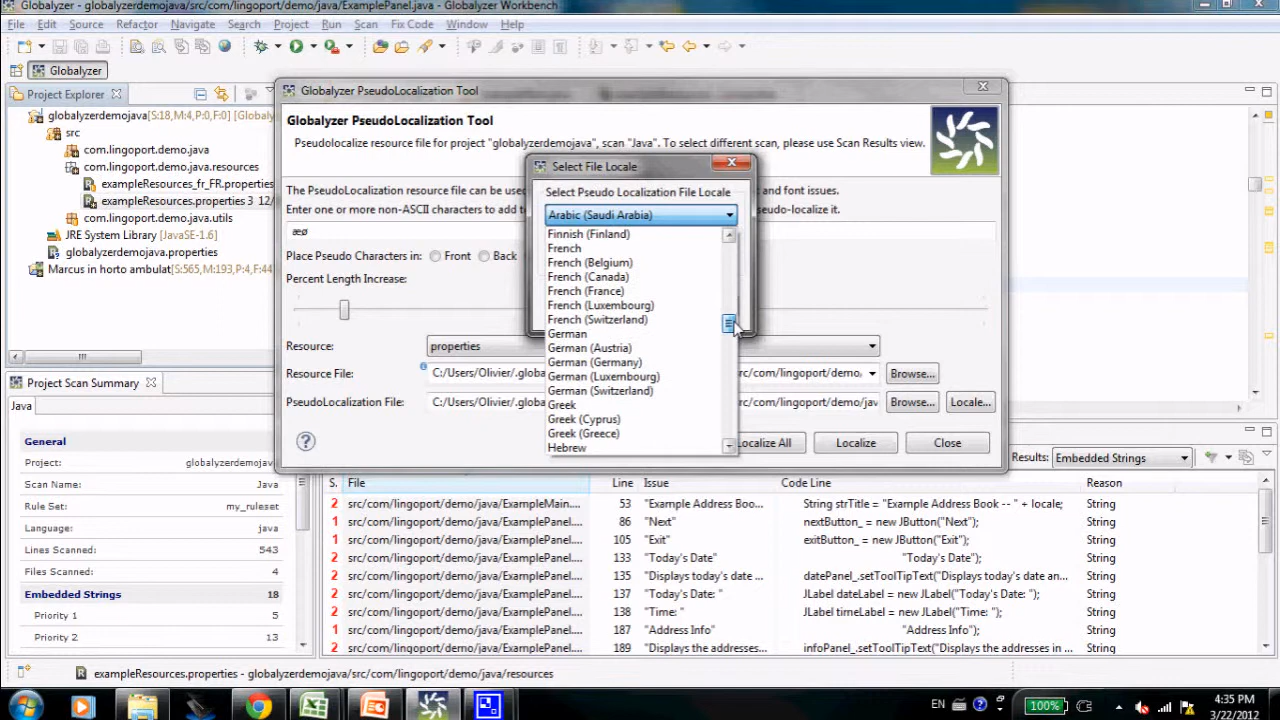 Globalyzer - globalyzerdemojava/src/com/lingoport/demo/java/ExamplePanel.java - Globalyzer Workbench
File Edit Source Refactor Navigate Search Project Run Scan Fix Code Window Help
Globalyzer
Project Explorer
globalyzerdemojava [S:18,M:4,P:0,F:0] [Globaly
src
com.lingoport.demo.java
com.lingoport.demo.java.resources
exampleResources_fr_FR.properties
exampleResources.properties 3 12/
com.lingoport.demo.java.utils
JRE System Library [JavaSE-1.6]
globalyzerdemojava.properties
Marcus in horto ambulat [S:565,M:193,P:4,F:44
Globalyzer PseudoLocalization Tool
Globalyzer PseudoLocalization Tool
Pseudolocalize resource file for project "globalyzerdemojava", scan "Java". To select different scan, please use Scan Results view.
The PseudoLocalization resource file can be use
and font issues.
Enter one or more non-ASCII characters to add t
seudo-localize it.
æø
Place Pseudo Characters in: Front Back
Percent Length Increase:
Resource: properties
Resource File: C:/Users/Olivier/.globa
src/com/lingoport/demo, Browse...
PseudoLocalization File: C:/Users/Olivier/.globa
src/com/lingoport/demo/jav Browse... Locale...
Localize All Localize Close
Select File Locale
Select Pseudo Localization File Locale
Arabic (Saudi Arabia)
Finnish (Finland)
French
French (Belgium)
French (Canada)
French (France)
French (Luxembourg)
French (Switzerland)
German
German (Austria)
German (Germany)
German (Luxembourg)
German (Switzerland)
Greek
Greek (Cyprus)
Greek (Greece)
Hebrew
Project Scan Summary
Java
General
Project: globalyzerdemojava
Scan Name: Java
Rule Set: my_ruleset
Language: java
Lines Scanned: 543
Files Scanned: 4
Embedded Strings 18
Priority 1 5
Priority 2 13
Results: Embedded Strings
S. File Line Issue Code Line Reason
2 src/com/lingoport/demo/java/ExampleMain.... 53 "Example Address Boo... String strTitle = "Example Address Book -- " + locale; String
1 src/com/lingoport/demo/java/ExamplePanel.... 86 "Next" nextButton_ = new JButton("Next"); String
1 src/com/lingoport/demo/java/ExamplePanel.... 105 "Exit" exitButton_ = new JButton("Exit"); String
2 src/com/lingoport/demo/java/ExamplePanel.... 133 "Today's Date" "Today's Date"); String
2 src/com/lingoport/demo/java/ExamplePanel.... 135 "Displays today's date ... datePanel_.setToolTipText("Displays today's date an... String
2 src/com/lingoport/demo/java/ExamplePanel.... 137 "Today's Date: " JLabel dateLabel = new JLabel("Today's Date: "); String
2 src/com/lingoport/demo/java/ExamplePanel.... 138 "Time: " JLabel timeLabel = new JLabel("Time: "); String
1 src/com/lingoport/demo/java/ExamplePanel.... 187 "Address Info" "Address Info"); String
2 src/com/lingoport/demo/java/ExamplePanel.... 189 "Displays the addresses... infoPanel_.setToolTipText("Displays the addresses in ... String
exampleResources.properties - globalyzerdemojava/src/com/lingoport/demo/java/resources
EN 100% 4:35 PM
3/22/2012